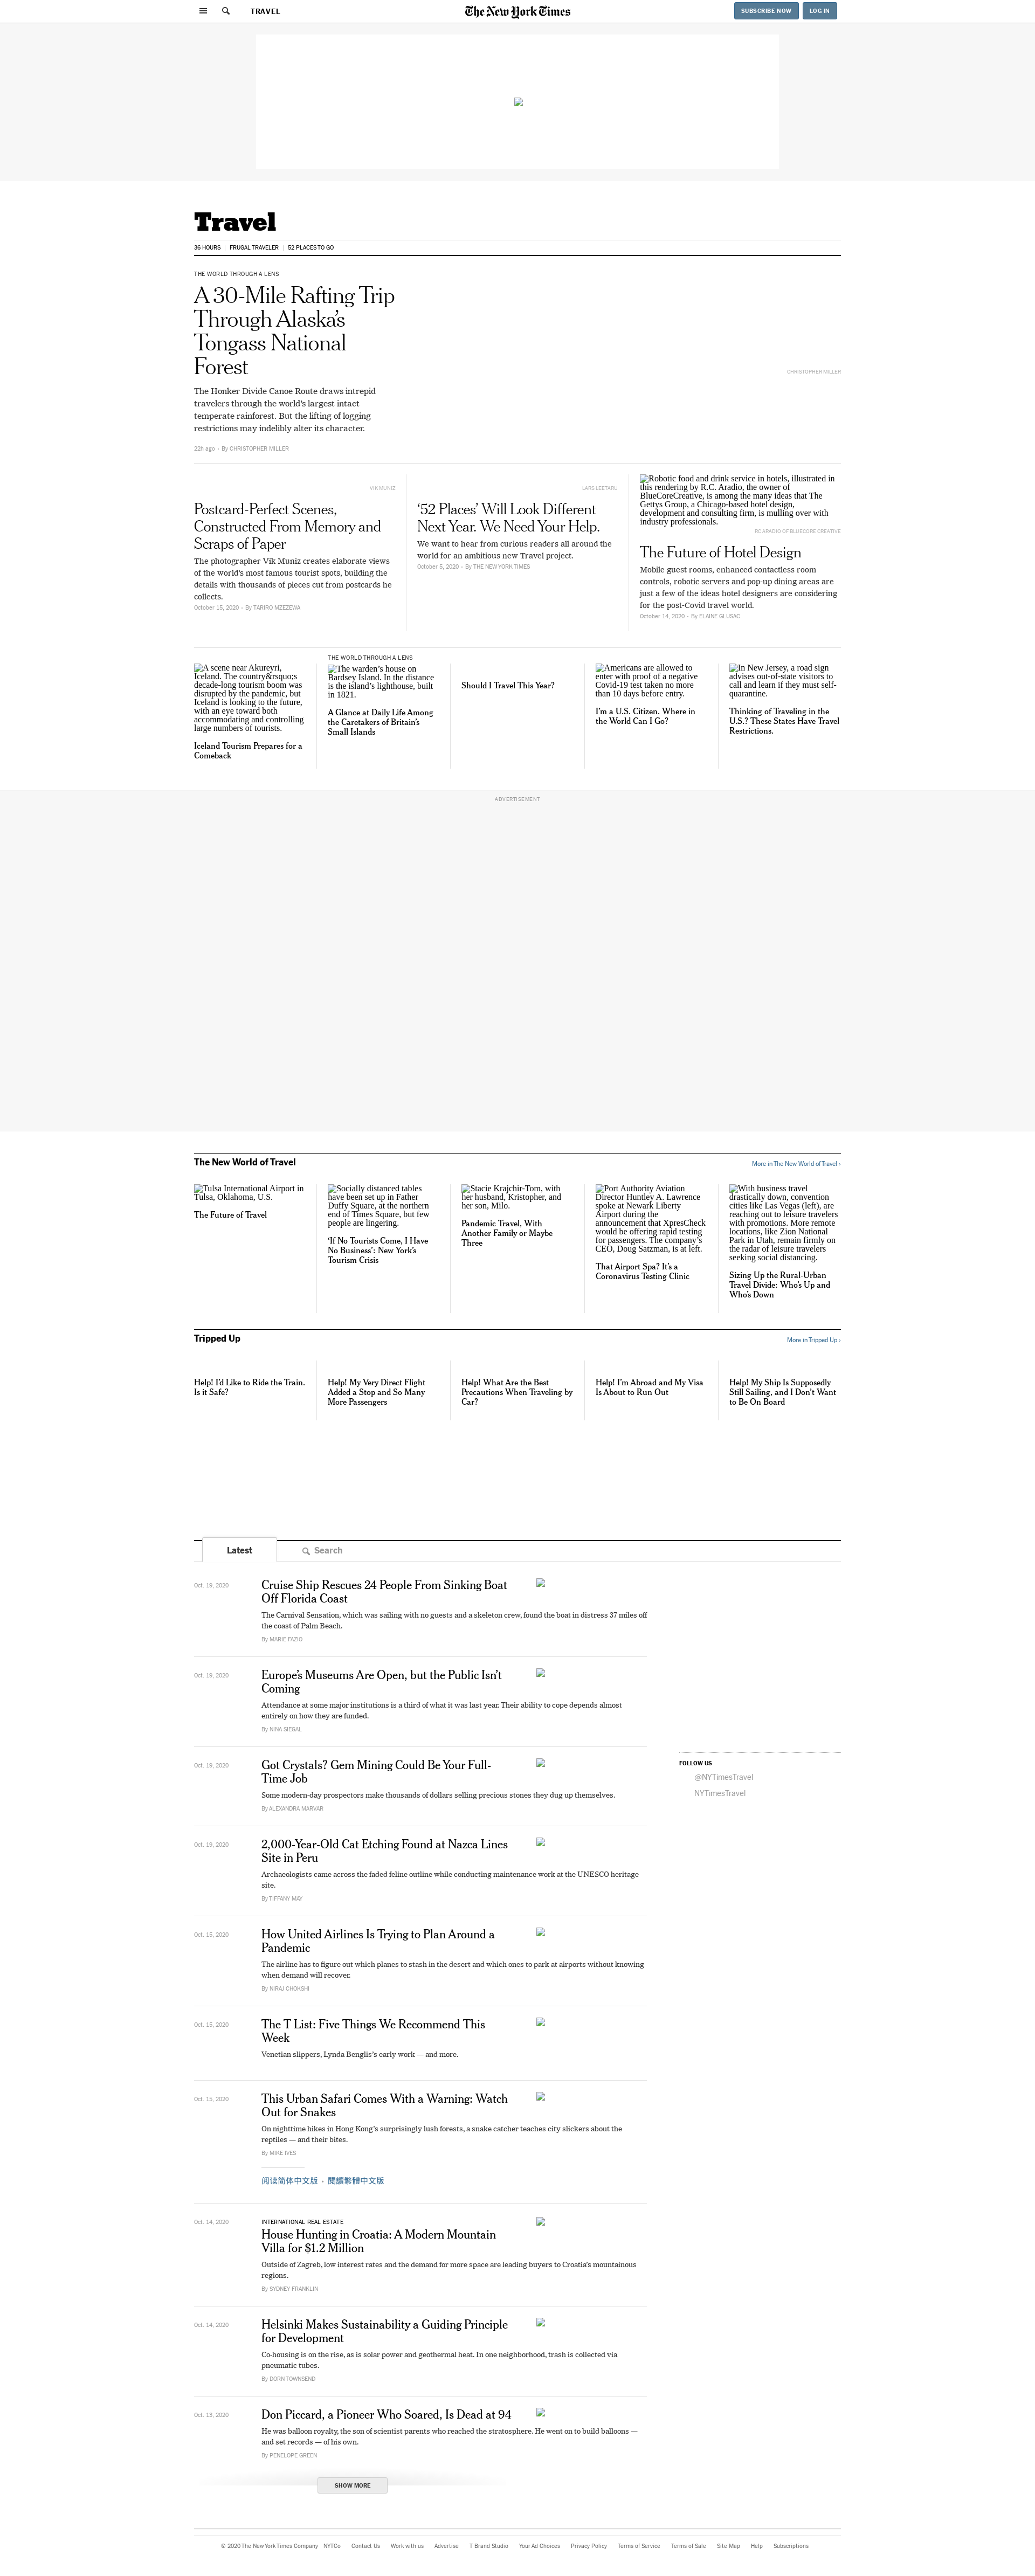 TRAVEL
The New York Times
SUBSCRIBE NOW
LOG IN
Travel
36 HOURS
FRUGAL TRAVELER
52 PLACES TO GO
THE WORLD THROUGH A LENS
A 30-Mile Rafting Trip
Through Alaska’s
Tongass National
Forest
The Honker Divide Canoe Route draws intrepid
travelers through the world’s largest intact
temperate rainforest. But the lifting of logging
restrictions may indelibly alter its character.
22h ago · By CHRISTOPHER MILLER
CHRISTOPHER MILLER
VIK MUNIZ
Postcard-Perfect Scenes,
Constructed From Memory and
Scraps of Paper
The photographer Vik Muniz creates elaborate views
of the world’s most famous tourist spots, building the
details with thousands of pieces cut from postcards he
collects.
October 15, 2020 · By TARIRO MZEZEWA
LARS LEETARU
‘52 Places’ Will Look Different
Next Year. We Need Your Help.
We want to hear from curious readers all around the
world for an ambitious new Travel project.
October 5, 2020 · By THE NEW YORK TIMES
Robotic food and drink service in hotels, illustrated in
this rendering by R.C. Aradio, the owner of
BlueCoreCreative, is among the many ideas that The
Gettys Group, a Chicago-based hotel design,
development and consulting firm, is mulling over with
industry professionals.
RC ARADIO OF BLUECORE CREATIVE
The Future of Hotel Design
Mobile guest rooms, enhanced contactless room
controls, robotic servers and pop-up dining areas are
just a few of the ideas hotel designers are considering
for the post-Covid travel world.
October 14, 2020 · By ELAINE GLUSAC
A scene near Akureyri,
Iceland. The country&rsquo;s
decade-long tourism boom was
disrupted by the pandemic, but
Iceland is looking to the future,
with an eye toward both
accommodating and controlling
large numbers of tourists.
Iceland Tourism Prepares for a
Comeback
THE WORLD THROUGH A LENS
The warden’s house on
Bardsey Island. In the distance
is the island’s lighthouse, built
in 1821.
A Glance at Daily Life Among
the Caretakers of Britain’s
Small Islands
Should I Travel This Year?
Americans are allowed to
enter with proof of a negative
Covid-19 test taken no more
than 10 days before entry.
I’m a U.S. Citizen. Where in
the World Can I Go?
In New Jersey, a road sign
advises out-of-state visitors to
call and learn if they must self-
quarantine.
Thinking of Traveling in the
U.S.? These States Have Travel
Restrictions.
ADVERTISEMENT
The New World of Travel
More in The New World of Travel ›
Tulsa International Airport in
Tulsa, Oklahoma, U.S.
The Future of Travel
Socially distanced tables
have been set up in Father
Duffy Square, at the northern
end of Times Square, but few
people are lingering.
‘If No Tourists Come, I Have
No Business’: New York’s
Tourism Crisis
Stacie Krajchir-Tom, with
her husband, Kristopher, and
her son, Milo.
Pandemic Travel, With
Another Family or Maybe
Three
Port Authority Aviation
Director Huntley A. Lawrence
spoke at Newark Liberty
Airport during the
announcement that XpresCheck
would be offering rapid testing
for passengers. The company’s
CEO, Doug Satzman, is at left.
That Airport Spa? It’s a
Coronavirus Testing Clinic
With business travel
drastically down, convention
cities like Las Vegas (left), are
reaching out to leisure travelers
with promotions. More remote
locations, like Zion National
Park in Utah, remain firmly on
the radar of leisure travelers
seeking social distancing.
Sizing Up the Rural-Urban
Travel Divide: Who’s Up and
Who’s Down
Tripped Up
More in Tripped Up ›
Help! I’d Like to Ride the Train.
Is it Safe?
Help! My Very Direct Flight
Added a Stop and So Many
More Passengers
Help! What Are the Best
Precautions When Traveling by
Car?
Help! I’m Abroad and My Visa
Is About to Run Out
Help! My Ship Is Supposedly
Still Sailing, and I Don’t Want
to Be On Board
Latest
Search
Oct. 19, 2020
Cruise Ship Rescues 24 People From Sinking Boat
Off Florida Coast
The Carnival Sensation, which was sailing with no guests and a skeleton crew, found the boat in distress 37 miles off
the coast of Palm Beach.
By MARIE FAZIO
Oct. 19, 2020
Europe’s Museums Are Open, but the Public Isn’t
Coming
Attendance at some major institutions is a third of what it was last year. Their ability to cope depends almost
entirely on how they are funded.
By NINA SIEGAL
Oct. 19, 2020
Got Crystals? Gem Mining Could Be Your Full-
Time Job
Some modern-day prospectors make thousands of dollars selling precious stones they dug up themselves.
By ALEXANDRA MARVAR
FOLLOW US
@NYTimesTravel
NYTimesTravel
Oct. 19, 2020
2,000-Year-Old Cat Etching Found at Nazca Lines
Site in Peru
Archaeologists came across the faded feline outline while conducting maintenance work at the UNESCO heritage
site.
By TIFFANY MAY
Oct. 15, 2020
How United Airlines Is Trying to Plan Around a
Pandemic
The airline has to figure out which planes to stash in the desert and which ones to park at airports without knowing
when demand will recover.
By NIRAJ CHOKSHI
Oct. 15, 2020
The T List: Five Things We Recommend This
Week
Venetian slippers, Lynda Benglis’s early work — and more.
Oct. 15, 2020
This Urban Safari Comes With a Warning: Watch
Out for Snakes
On nighttime hikes in Hong Kong’s surprisingly lush forests, a snake catcher teaches city slickers about the
reptiles — and their bites.
By MIKE IVES
阅读简体中文版 · 閱讀繁體中文版
Oct. 14, 2020
INTERNATIONAL REAL ESTATE
House Hunting in Croatia: A Modern Mountain
Villa for $1.2 Million
Outside of Zagreb, low interest rates and the demand for more space are leading buyers to Croatia’s mountainous
regions.
By SYDNEY FRANKLIN
Oct. 14, 2020
Helsinki Makes Sustainability a Guiding Principle
for Development
Co-housing is on the rise, as is solar power and geothermal heat. In one neighborhood, trash is collected via
pneumatic tubes.
By DORN TOWNSEND
Oct. 13, 2020
Don Piccard, a Pioneer Who Soared, Is Dead at 94
He was balloon royalty, the son of scientist parents who reached the stratosphere. He went on to build balloons —
and set records — of his own.
By PENELOPE GREEN
SHOW MORE
© 2020 The New York Times Company NYTCo Contact Us Work with us Advertise T Brand Studio Your Ad Choices Privacy Policy Terms of Service Terms of Sale Site Map Help Subscriptions